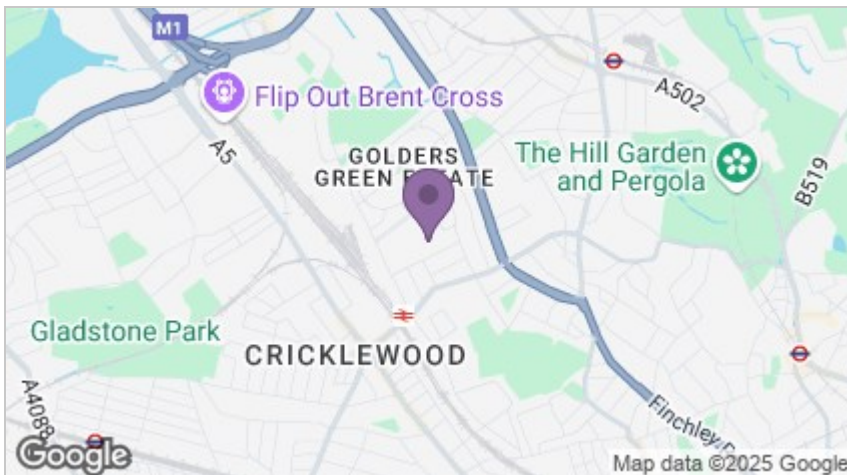 M1
Flip Out Brent Cross
A502
A5
GOLDERS
GREEN ESTATE
The Hill Garden
and Pergola
B519
Gladstone Park
CRICKLEWOOD
A4088
Finchley
Google
Map data ©2025 Google